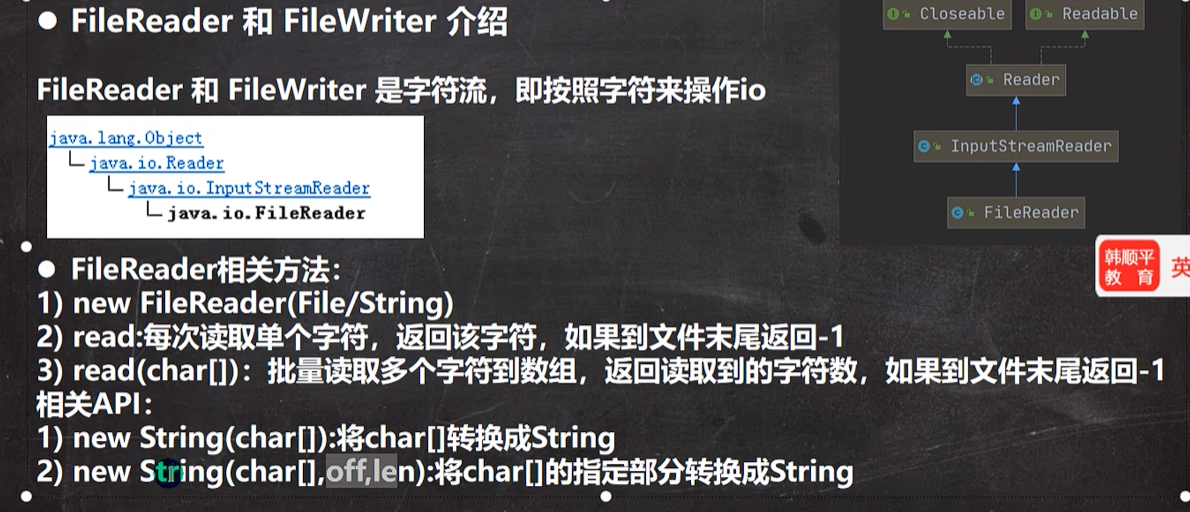 ● FileReader 和 FileWriter 介绍
FileReader 和 FileWriter 是字符流，即按照字符来操作io
java.lang.Object
java.io.Reader
java.io.InputStreamReader
java.io.FileReader
Closeable
Readable
Reader
InputStreamReader
FileReader
● FileReader相关方法：
1) new FileReader(File/String)
2) read:每次读取单个字符，返回该字符，如果到文件末尾返回-1
3) read(char[])：批量读取多个字符到数组，返回读取到的字符数，如果到文件末尾返回-1
相关API：
1) new String(char[]):将char[]转换成String
2) new String(char[],off,len):将char[]的指定部分转换成String
韩顺平
教 育
英